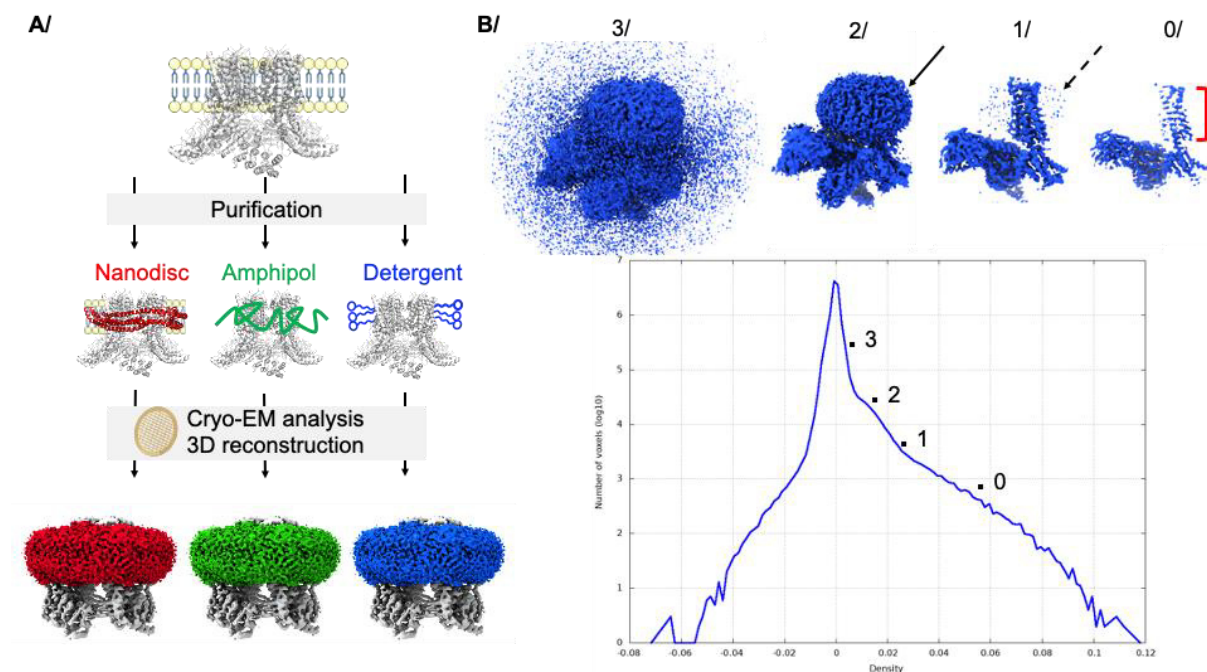 A/
Purification
Nanodisc
Amphipol
Detergent
Cryo-EM analysis
3D reconstruction
B/
3/
2/
1/
0/
7
6
5
4
3
2
1
0
Number of voxels (log10)
3
2
1
0
-0.08
-0.06
-0.04
-0.02
0
0.02
0.04
0.06
0.08
0.10
0.12
Density